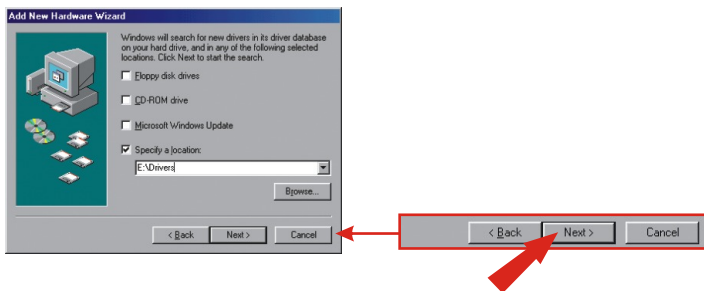 Add New Hardware Wizard
Windows will search for new drivers in its driver database
on your hard drive, and in any of the following selected
locations. Click Next to start the search.
Floppy disk drives
CD-ROM drive
Microsoft Windows Update
Specify a location:
E:\Drivers
Browse...
< Back Next > Cancel
< Back Next > Cancel